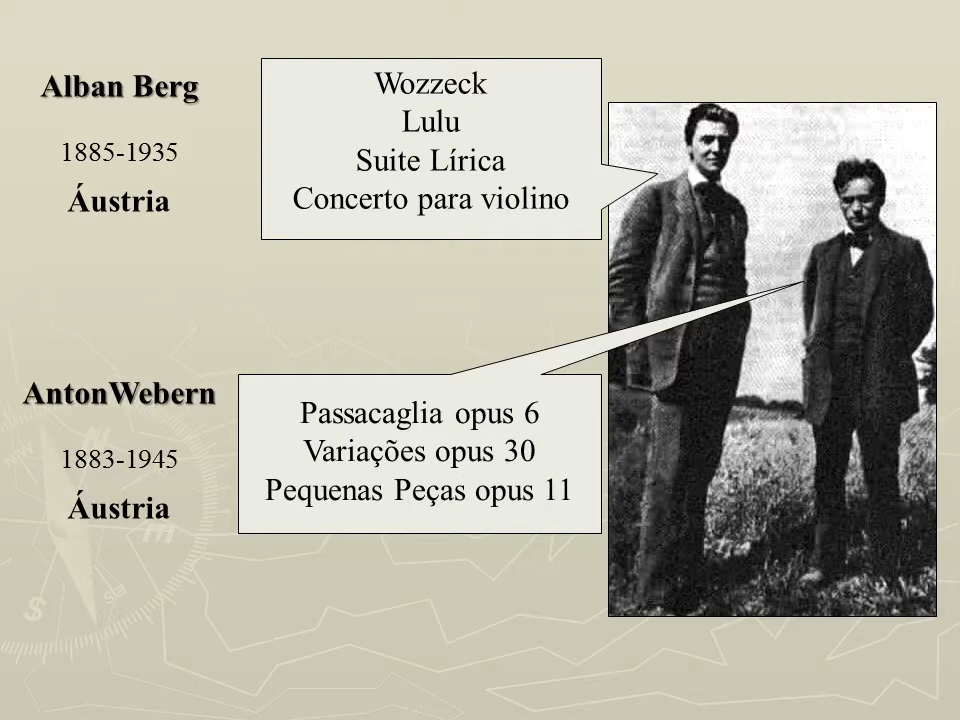 Alban Berg
1885-1935
Áustria
Wozzeck
Lulu
Suite Lírica
Concerto para violino
AntonWebern
1883-1945
Áustria
Passacaglia opus 6
Variações opus 30
Pequenas Peças opus 11
S
SE
E